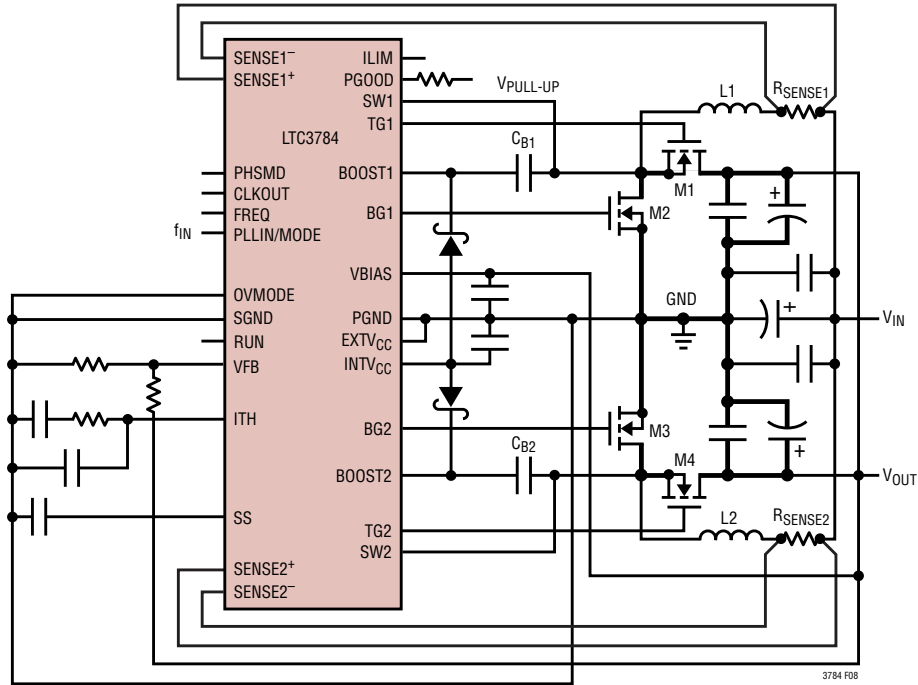 SENSE1–
SENSE1+
LTC3784
PHSMD
CLKOUT
FREQ
fIN
PLLIN/MODE
OVMODE
SGND
RUN
VFB
ITH
SS
SENSE2+
SENSE2–
ILIM
PGOOD
SW1
TG1
BOOST1
BG1
VBIAS
PGND
EXTVCC
INTVCC
BG2
BOOST2
TG2
SW2
VPULL-UP
CB1
CB2
L1
RSENSE1
M1
M2
+
GND
+
VIN
M3
M4
+
VOUT
L2
RSENSE2
3784 F08